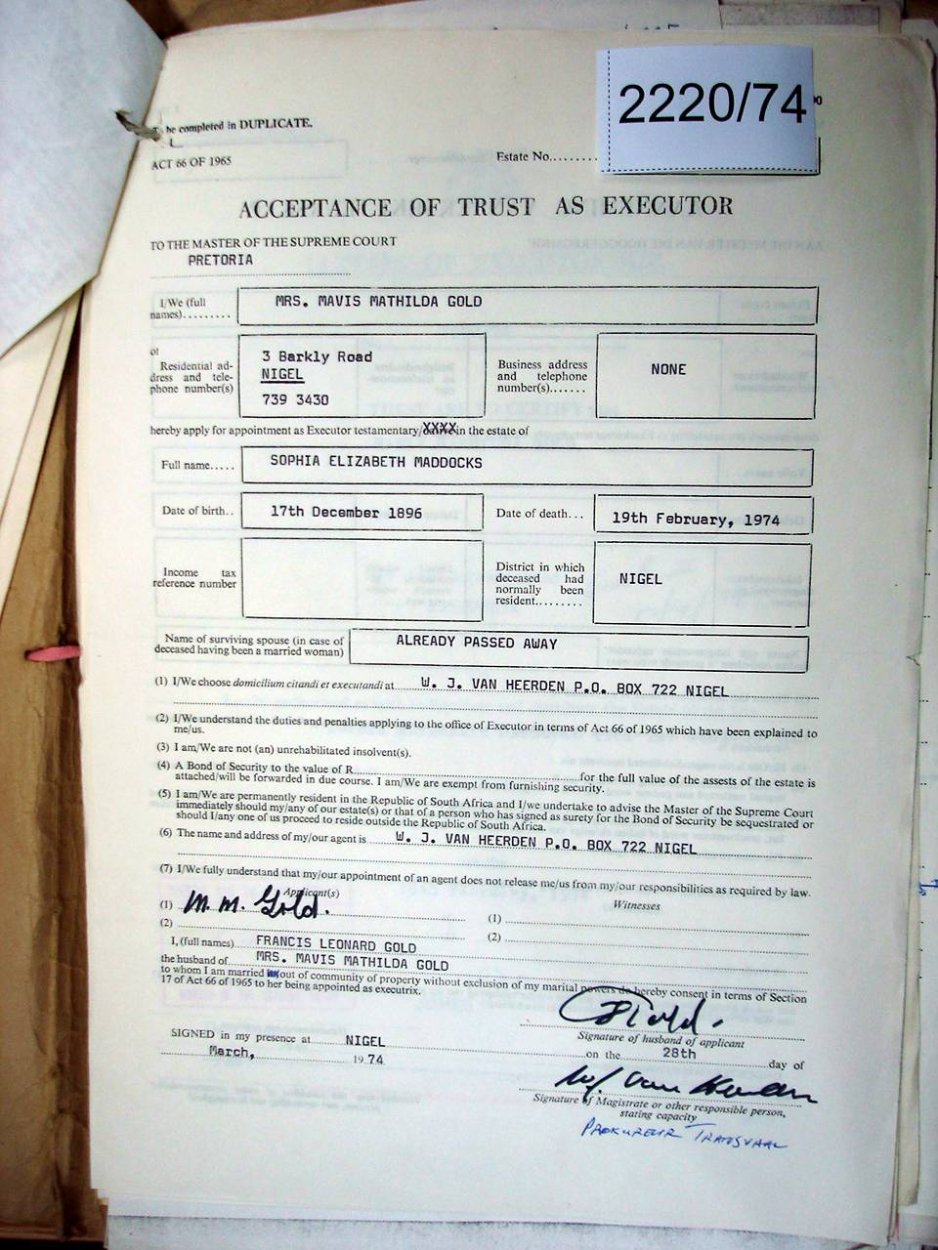 2220/74
be completed in DUPLICATE.
ACT 66 OF 1965
Estate No.......
ACCEPTANCE OF TRUST AS EXECUTOR
TO THE MASTER OF THE SUPREME COURT
PRETORIA
I/We (full names).........
MRS. MAVIS MATHILDA GOLD
of
Residential ad-
dress and tele-
phone number(s)
3 Barkly Road
NIGEL
739 3430
Business address
and telephone
number(s).......
NONE
hereby apply for appointment as Executor testamentary/XXXX in the estate of
Full name.....
SOPHIA ELIZABETH MADDOCKS
Date of birth..
17th December 1896
Date of death...
19th February, 1974
Income tax
reference number
District in which
deceased had
normally been
resident.........
NIGEL
Name of surviving spouse (in case of
deceased having been a married woman)
ALREADY PASSED AWAY
(1) I/We choose domicilium citandi et executandi at W. J. VAN HEERDEN P.O. BOX 722 NIGEL
(2) I/We understand the duties and penalties applying to the office of Executor in terms of Act 66 of 1965 which have been explained to
me/us.
(3) I am/We are not (an) unrehabilitated insolvent(s).
(4) A Bond of Security to the value of R..........for the full value of the assests of the estate is
attached/will be forwarded in due course. I am/We are exempt from furnishing security.
(5) I am/We are permanently resident in the Republic of South Africa and I/we undertake to advise the Master of the Supreme Court
immediately should my/any of our estate(s) or that of a person who has signed as surety for the Bond of Security be sequestrated or
should I/any one of us proceed to reside outside the Republic of South Africa.
(6) The name and address of my/our agent is W. J. VAN HEERDEN P.O. BOX 722 NIGEL
(7) I/We fully understand that my/our appointment of an agent does not release me/us from my/our responsibilities as required by law.
Applicant(s)
Witnesses
(1) M. M. Gold.
(1)
(2)
(2)
I, (full names) FRANCIS LEONARD GOLD
the husband of MRS. MAVIS MATHILDA GOLD
to whom I am married out of community of property without exclusion of my marital powers do hereby consent in terms of Section
17 of Act 66 of 1965 to her being appointed as executrix.
Signature of husband of applicant
SIGNED in my presence at NIGEL on the 28th day of
March, 1974
Signature of Magistrate or other responsible person,
stating capacity
PROKUREUR TRANSVAAL